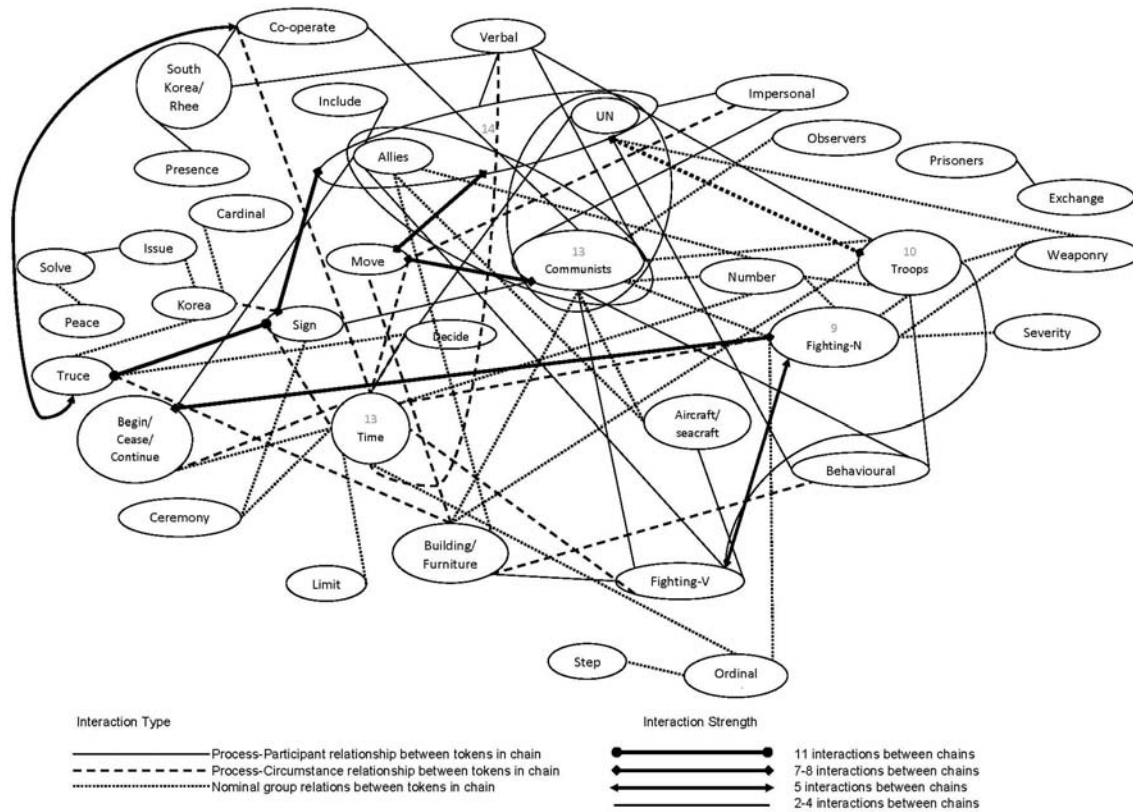 Co-operate
Verbal
South
Korea/
Rhee
Include
UN
Impersonal
14
Allies
Observers
Prisoners
Presence
Exchange
Cardinal
Issue
Move
13
Communists
10
Troops
Weaponry
Solve
Number
Korea
Peace
Sign
Decide
9
Fighting-N
Severity
Truce
Begin/
Cease/
Continue
13
Time
Aircraft/
seacraft
Behavioural
Ceremony
Building/
Furniture
Limit
Fighting-V
Step
Ordinal
Interaction Type
Process-Participant relationship between tokens in chain
Process-Circumstance relationship between tokens in chain
Nominal group relations between tokens in chain
Interaction Strength
11 interactions between chains
7-8 interactions between chains
5 interactions between chains
2-4 interactions between chains